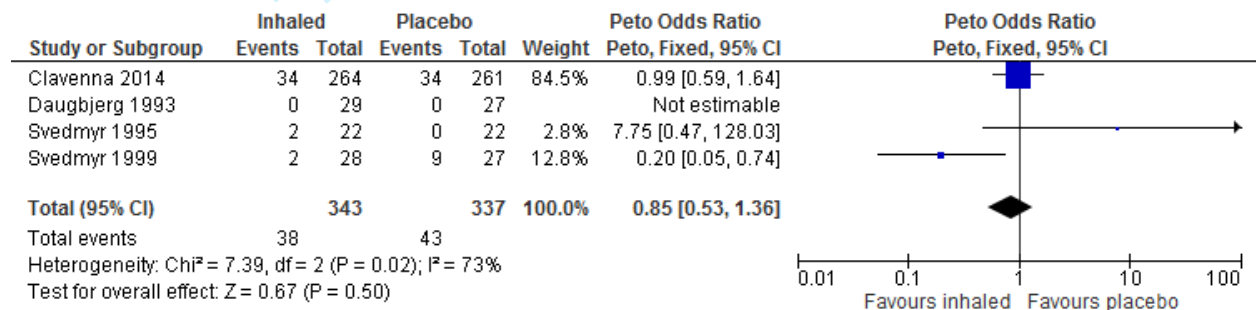 Inhaled Placebo Peto Odds Ratio Peto Odds Ratio
Study or Subgroup Events Total Events Total Weight Peto, Fixed, 95% CI Peto, Fixed, 95% CI
Clavenna 2014 34 264 34 261 84.5% 0.99 [0.59, 1.64]
Daugbjerg 1993 0 29 0 27 Not estimable
Svedmyr 1995 2 22 0 22 2.8% 7.75 [0.47, 128.03]
Svedmyr 1999 2 28 9 27 12.8% 0.20 [0.05, 0.74]
Total (95% CI) 343 337 100.0% 0.85 [0.53, 1.36]
Total events 38 43
Heterogeneity: Chi² = 7.39, df = 2 (P = 0.02); I² = 73%
Test for overall effect: Z = 0.67 (P = 0.50)
0.01 0.1 1 10 100
Favours inhaled Favours placebo